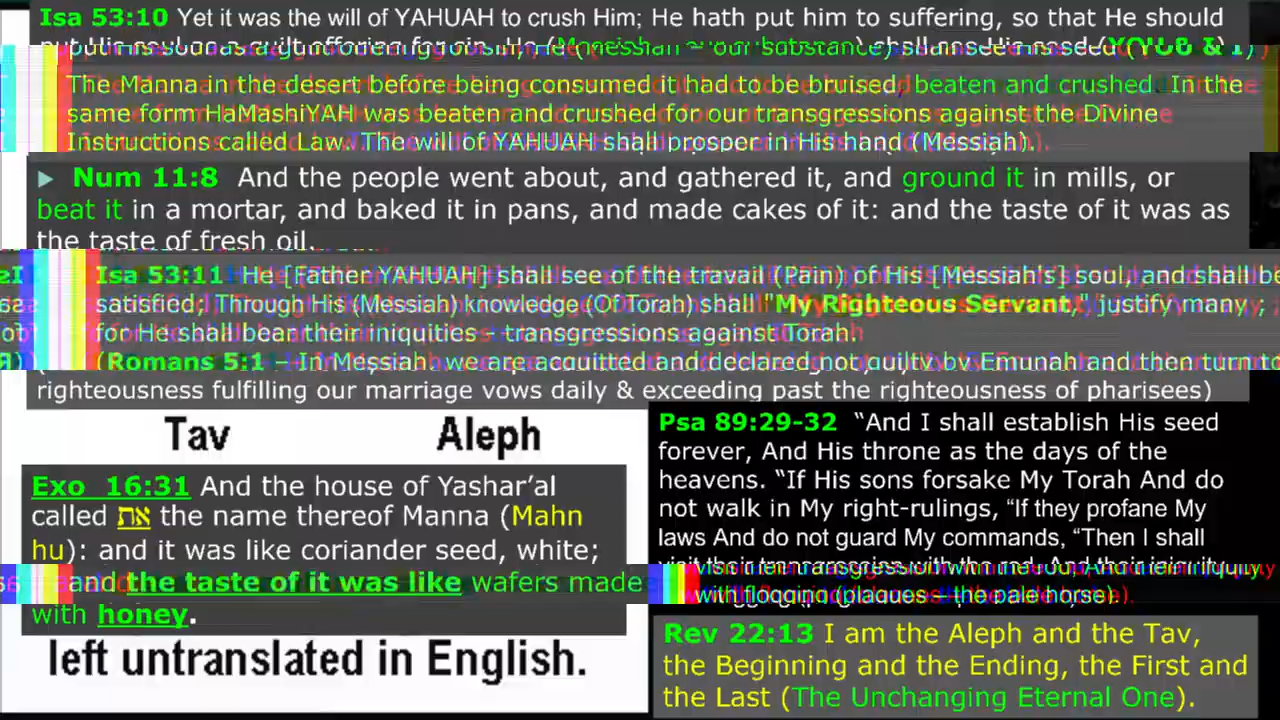 Isa 53:10 Yet it was the will of YAHUAH to crush Him; He hath put him to suffering, so that He should
The Manna in the desert before being consumed it had to be bruised, beaten and crushed. In the
same form HaMashiYAH was beaten and crushed for our transgressions against the Divine
Instructions called Law. The will of YAHUAH shall prosper in His hand (Messiah).
► Num 11:8 And the people went about, and gathered it, and ground it in mills, or
beat it in a mortar, and baked it in pans, and made cakes of it: and the taste of it was as
the taste of fresh oil.
Isa 53:11 He [Father YAHUAH] shall see of the travail (Pain) of His [Messiah's] soul, and shall be
satisfied; Through His (Messiah) knowledge (Of Torah) shall "My Righteous Servant," justify many
for He shall bear their iniquities – transgressions against Torah.
(Romans 5:1 – In Messiah, we are acquitted and declared not guilty by Emunah and then turn to
righteousness fulfilling our marriage vows daily & exceeding past the righteousness of pharisees)
Tav Aleph
Exo 16:31 And the house of Yashar’al
called את the name thereof Manna (Mahn
hu): and it was like coriander seed, white;
and the taste of it was like wafers made
with honey.
left untranslated in English.
Psa 89:29-32 “And I shall establish His seed
forever, And His throne as the days of the
heavens. “If His sons forsake My Torah And do
not walk in My right-rulings, “If they profane My
laws And do not guard My commands, “Then I shall
with flogging (plagues – the pale horse).
Rev 22:13 I am the Aleph and the Tav,
the Beginning and the Ending, the First and
the Last (The Unchanging Eternal One).